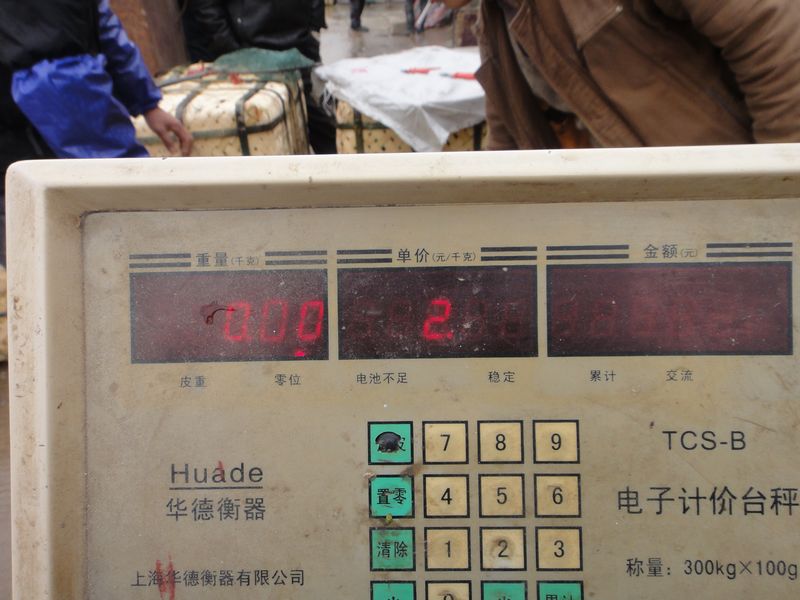 重量(千克) 单价(元/千克) 金额(元)
0.00 2
皮重 零位 电池不足 稳定 累计 交流
7 8 9
TCS-B
Huade
置零 4 5 6
华德衡器
电子计价台秤
清除 1 2 3
称量：300kg×100g
上海华德衡器有限公司